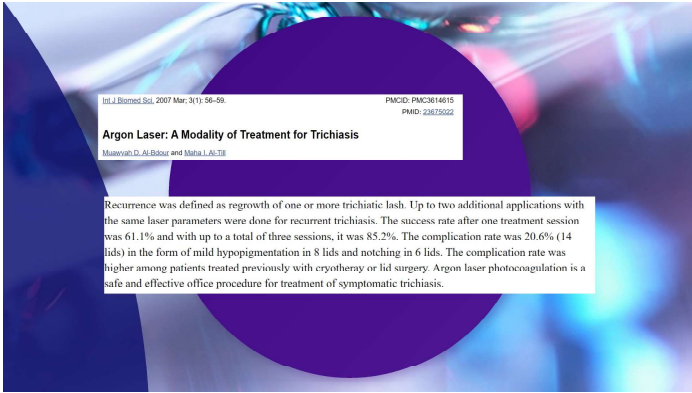 Int J Biomed Sci. 2007 Mar; 3(1): 56–59.
PMCID: PMC3614615
PMID: 23675022
Argon Laser: A Modality of Treatment for Trichiasis
Muawyah D. Al-Bdour and Maha I. Al-Till
Recurrence was defined as regrowth of one or more trichiatic lash. Up to two additional applications with
the same laser parameters were done for recurrent trichiasis. The success rate after one treatment session
was 61.1% and with up to a total of three sessions, it was 85.2%. The complication rate was 20.6% (14
lids) in the form of mild hypopigmentation in 8 lids and notching in 6 lids. The complication rate was
higher among patients treated previously with cryotheray or lid surgery. Argon laser photocoagulation is a
safe and effective office procedure for treatment of symptomatic trichiasis.